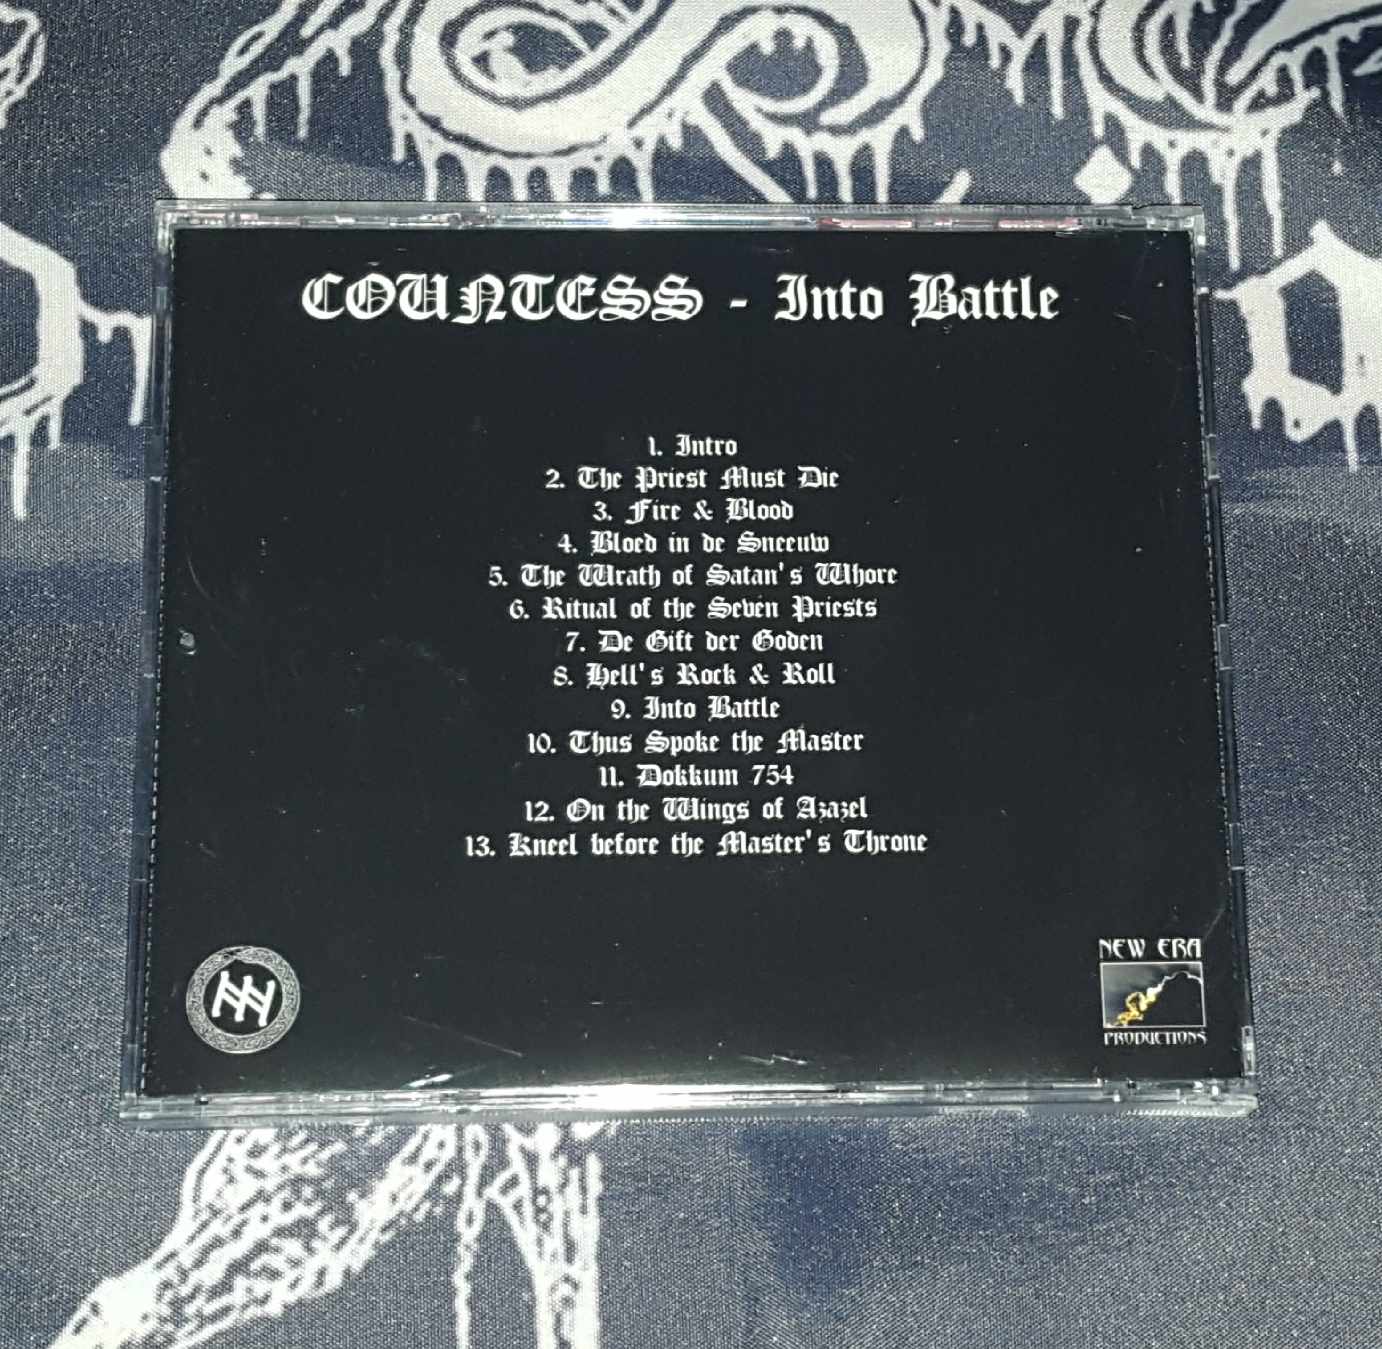 COUNTESS - Into Battle
1. Intro
2. The Priest Must Die
3. Fire & Blood
4. Bloed in de Sneeuw
5. The Wrath of Satan's Whore
6. Ritual of the Seven Priests
7. De Gift der Goden
8. Hell's Rock & Roll
9. Into Battle
10. Thus Spoke the Master
11. Dokkum 754
12. On the Wings of Azazel
13. Kneel before the Master's Throne
NEW ERA
PRODUCTIONS